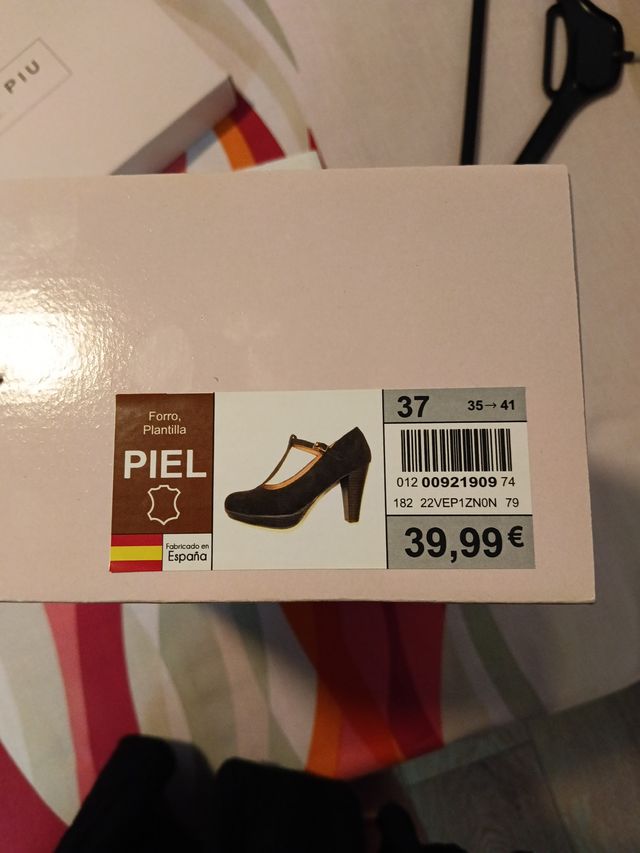 PIU
Forro,
Plantilla
PIEL
Fabricado en
España
37 35→41
012 00921909 74
182 22VEP1ZN0N 79
39,99€